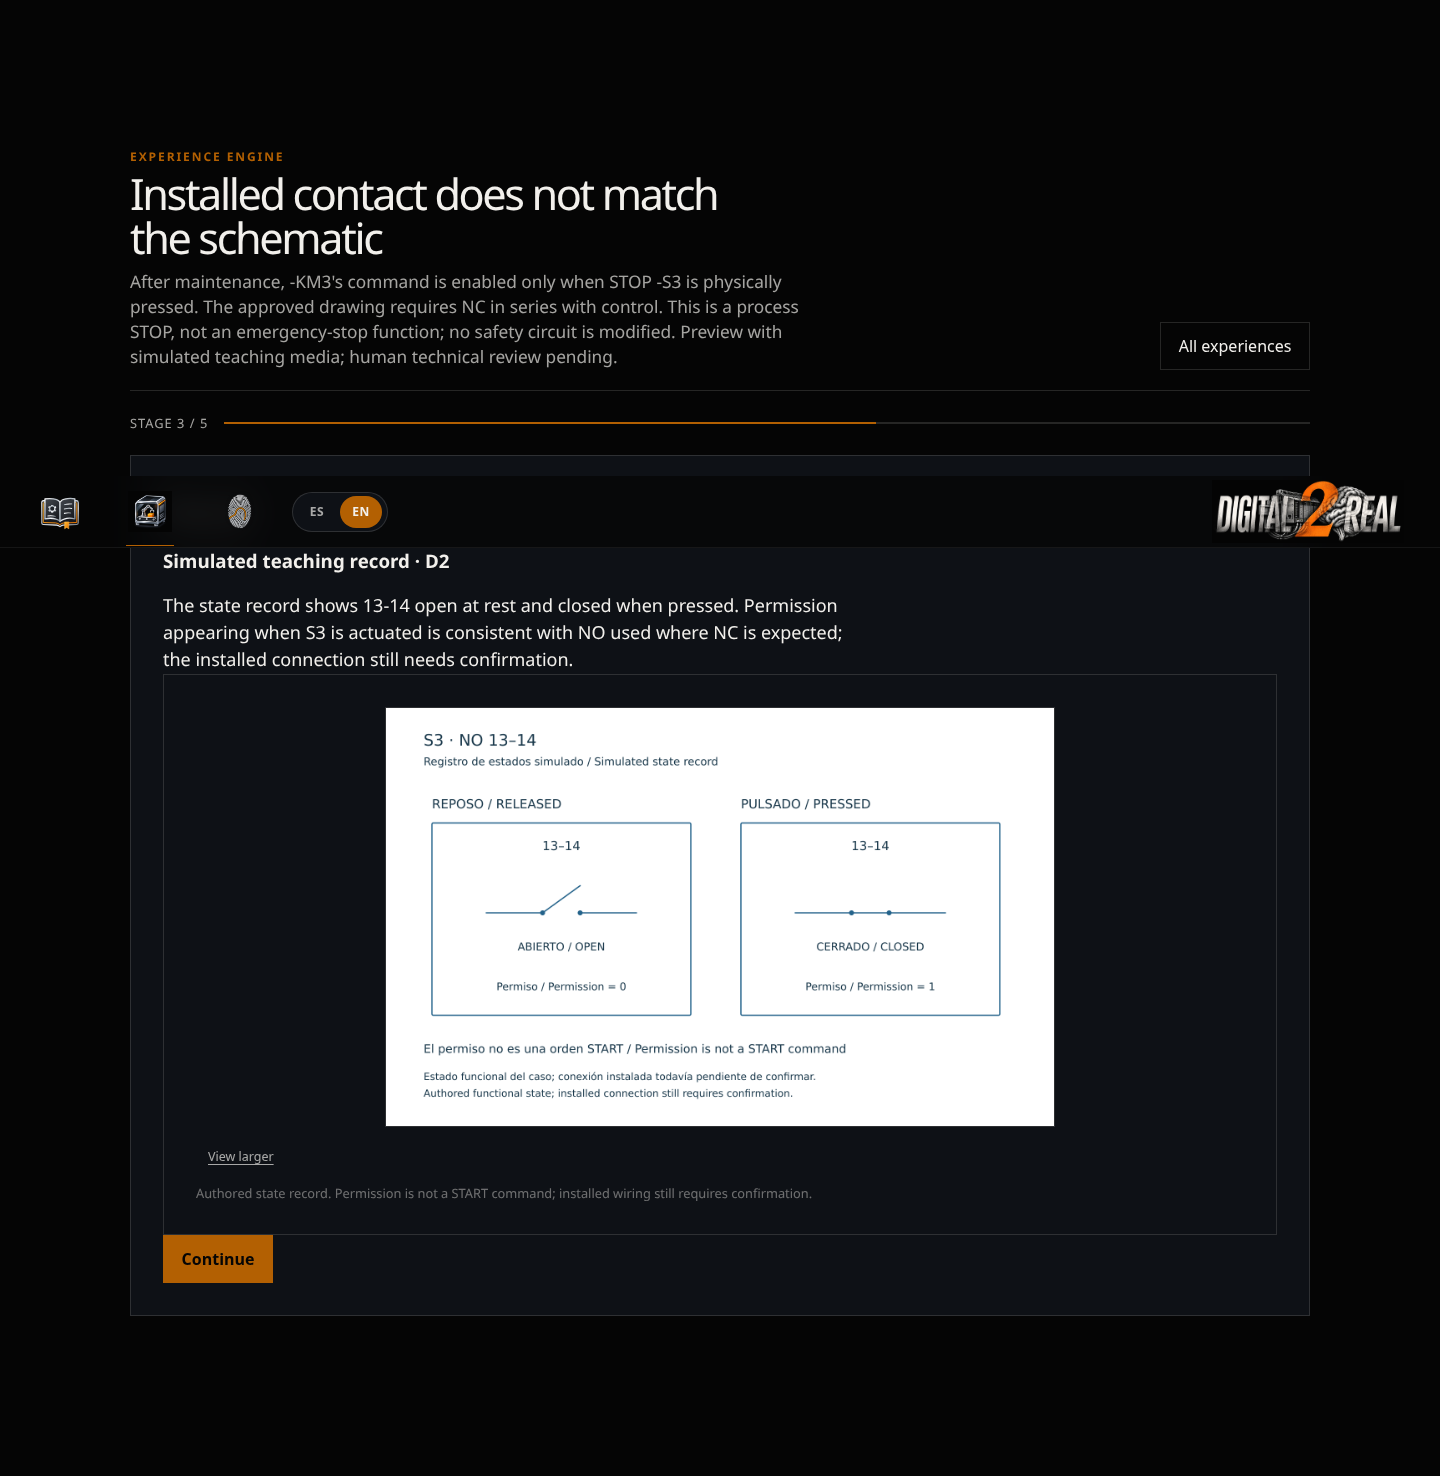 EXPERIENCE ENGINE
Installed contact does not match
the schematic
After maintenance, -KM3's command is enabled only when STOP -S3 is physically
pressed. The approved drawing requires NC in series with control. This is a process
STOP, not an emergency-stop function; no safety circuit is modified. Preview with
simulated teaching media; human technical review pending.
All experiences
STAGE 3 / 5
ES EN
DIGITAL 2 REAL
Simulated teaching record · D2
The state record shows 13-14 open at rest and closed when pressed. Permission
appearing when S3 is actuated is consistent with NO used where NC is expected;
the installed connection still needs confirmation.
S3 · NO 13–14
Registro de estados simulado / Simulated state record
REPOSO / RELEASED
13–14
ABIERTO / OPEN
Permiso / Permission = 0
PULSADO / PRESSED
13–14
CERRADO / CLOSED
Permiso / Permission = 1
El permiso no es una orden START / Permission is not a START command
Estado funcional del caso; conexión instalada todavía pendiente de confirmar.
Authored functional state; installed connection still requires confirmation.
View larger
Authored state record. Permission is not a START command; installed wiring still requires confirmation.
Continue